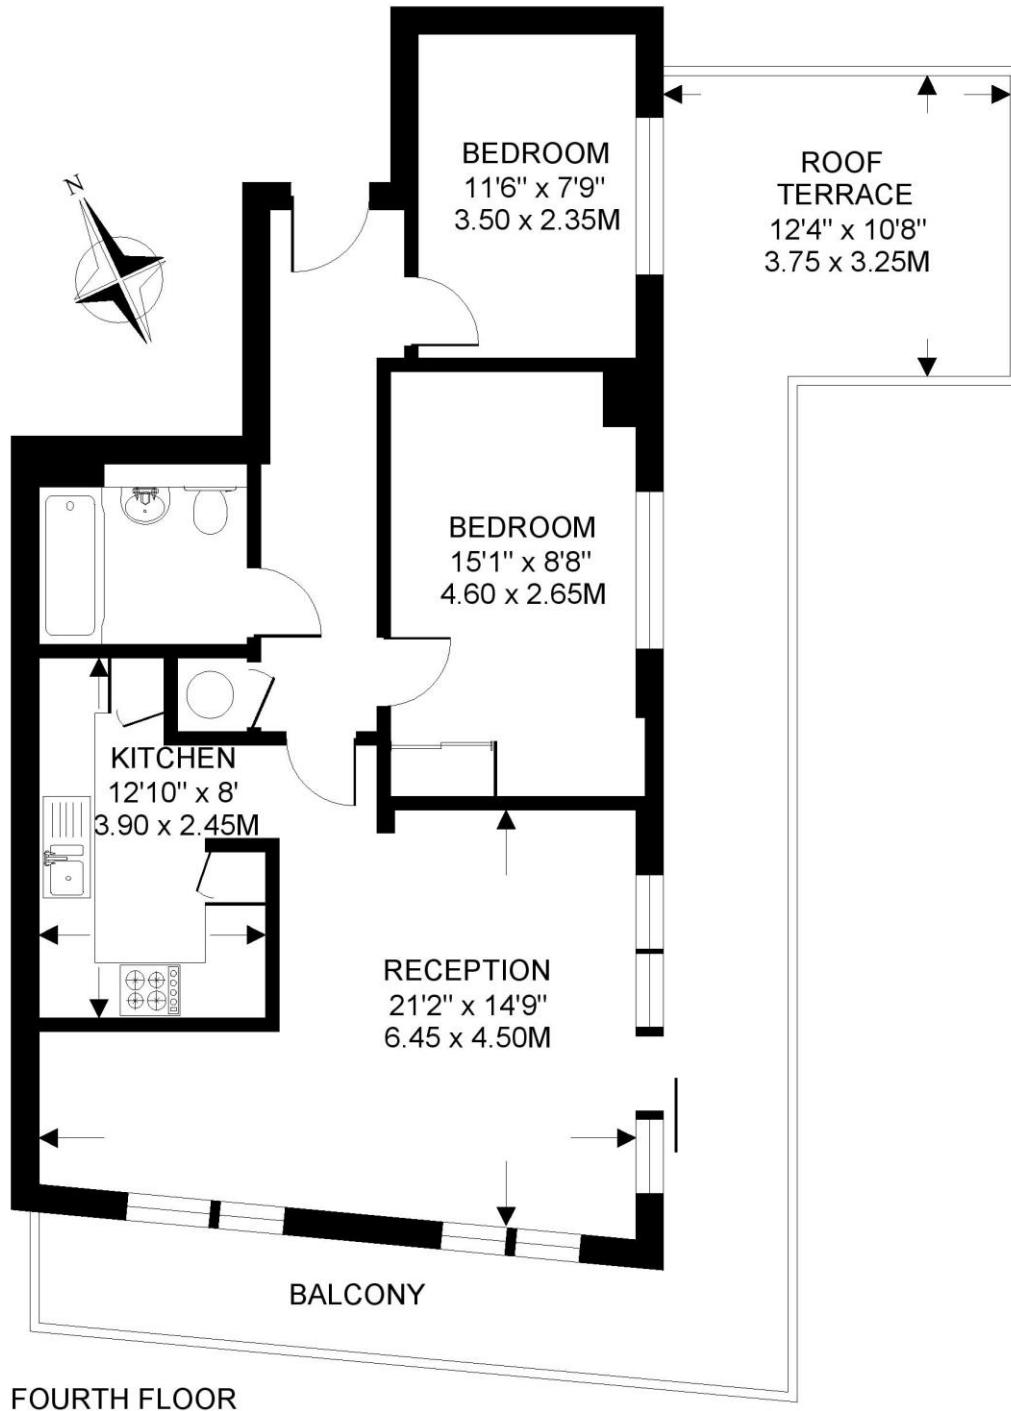 BEDROOM
11'6" x 7'9"
3.50 x 2.35M
ROOF
TERRACE
12'4" x 10'8"
3.75 x 3.25M
N
BEDROOM
15'1" x 8'8"
4.60 x 2.65M
KITCHEN
12'10" x 8'
3.90 x 2.45M
RECEPTION
21'2" x 14'9"
6.45 x 4.50M
BALCONY
FOURTH FLOOR